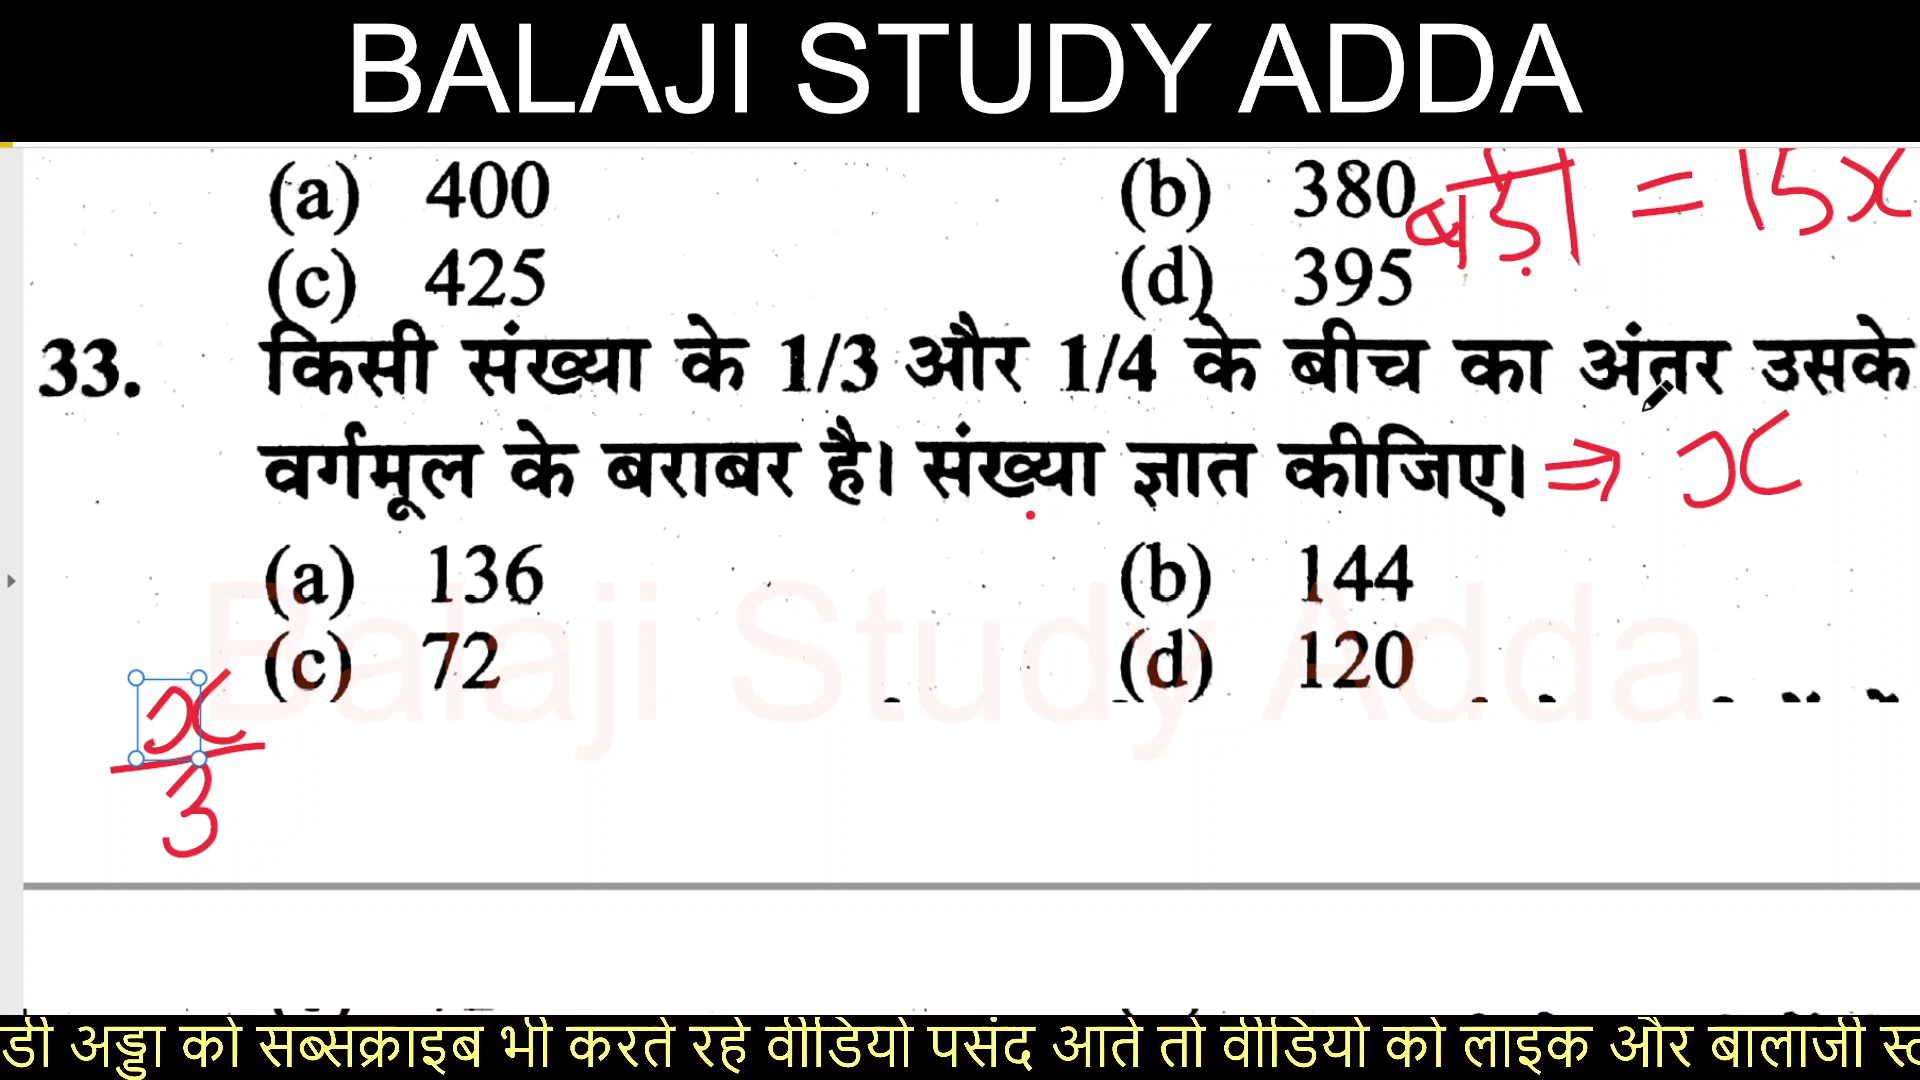 BALAJI STUDY ADDA
(a) 400 (b) 380 बड़ा = 15x
(c) 425 (d) 395
33. किसी संख्या के 1/3 और 1/4 के बीच का अंतर उसके
वर्गमूल के बराबर है। संख्या ज्ञात कीजिए। ⇒ x
(a) 136 (b) 144
(c) 72 (d) 120
Balaji Study Adda
x
3
डी अड्डा को सब्सक्राइब भी करते रहे वीडियो पसंद आते तो वीडियो को लाइक और बालाजी स्ट